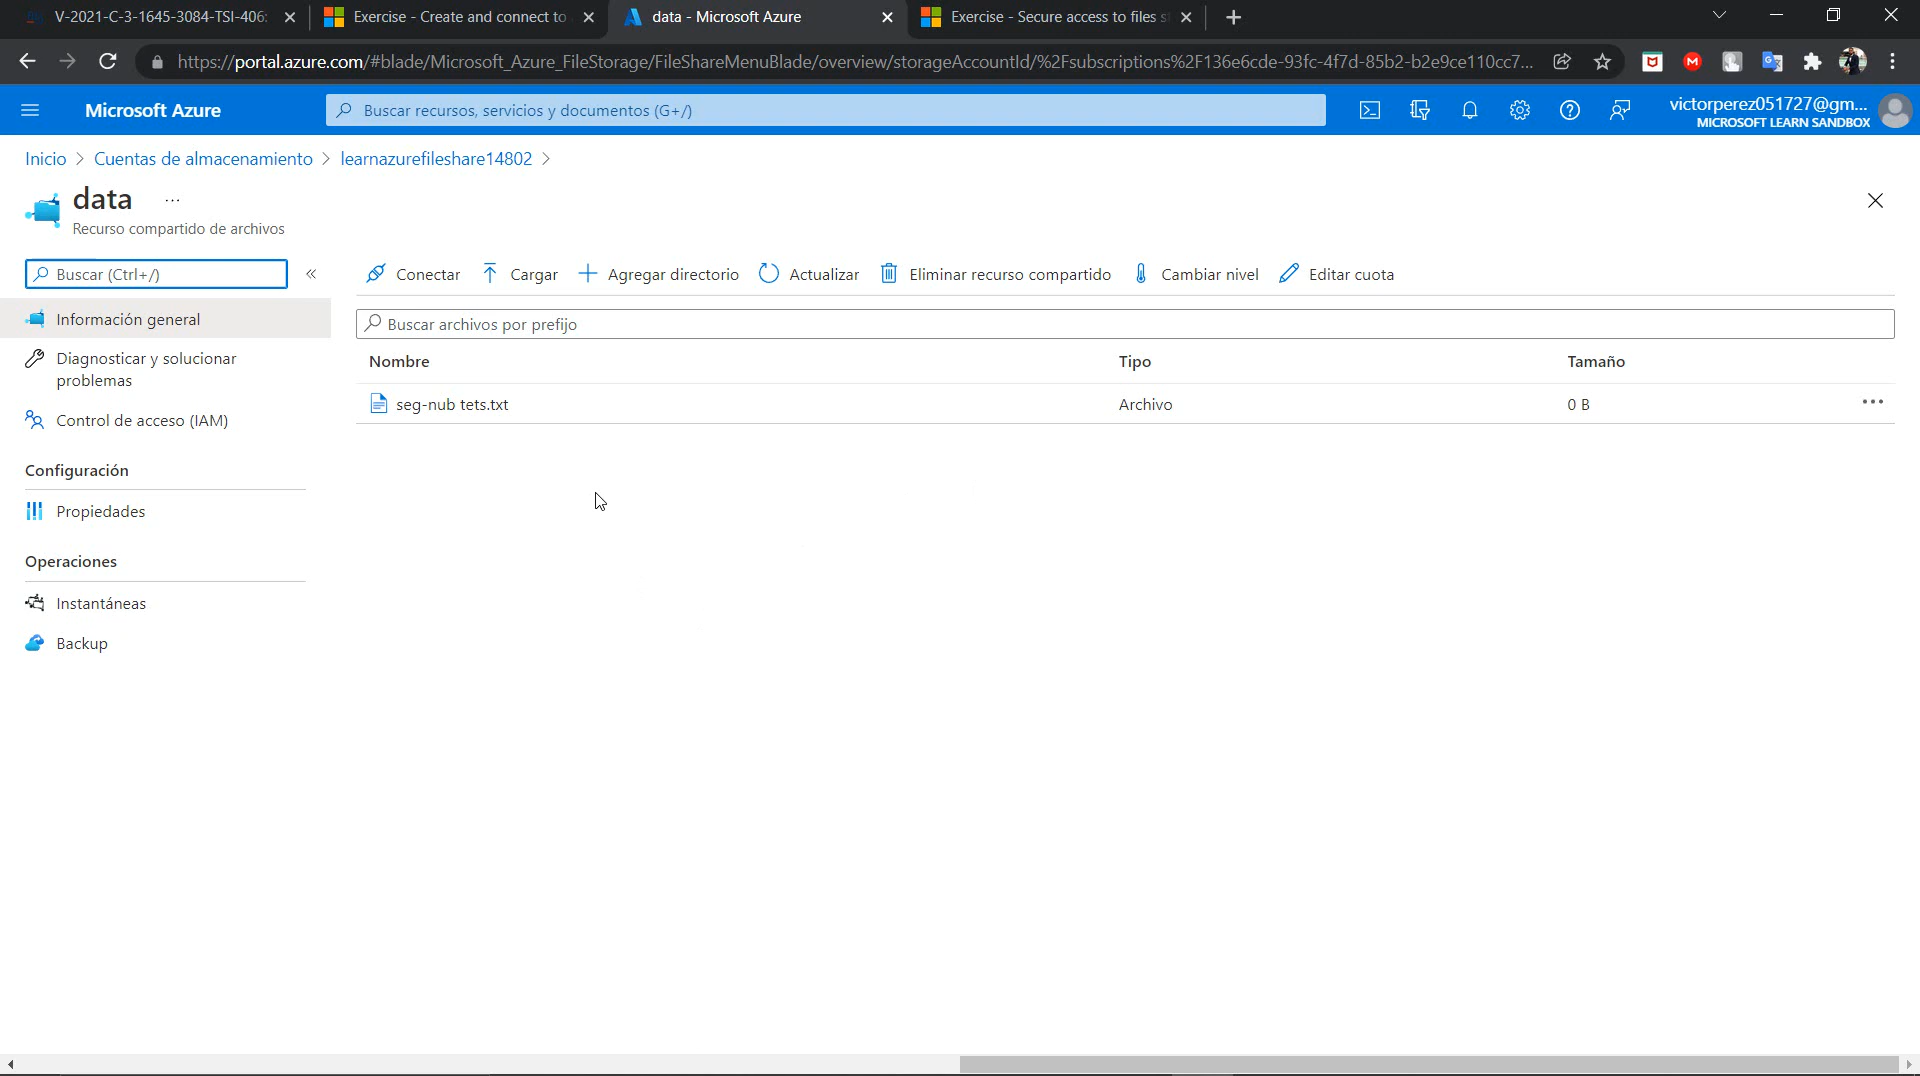 V-2021-C-3-1645-3084-TSI-406:
Exercise - Create and connect to
data - Microsoft Azure
Exercise - Secure access to files s
https://portal.azure.com/#blade/Microsoft_Azure_FileStorage/FileShareMenuBlade/overview/storageAccountId/%2Fsubscriptions%2F136e6cde-93fc-4f7d-85b2-b2e9ce110cc7...
Microsoft Azure
Buscar recursos, servicios y documentos (G+/)
victorperez051727@gm...
MICROSOFT LEARN SANDBOX
Inicio > Cuentas de almacenamiento > learnazurefileshare14802 >
data ...
Recurso compartido de archivos
Buscar (Ctrl+/) «
Conectar Cargar Agregar directorio Actualizar Eliminar recurso compartido Cambiar nivel Editar cuota
Información general
Diagnosticar y solucionar
problemas
Control de acceso (IAM)
Configuración
Propiedades
Operaciones
Instantáneas
Backup
Buscar archivos por prefijo
Nombre Tipo Tamaño
seg-nub tets.txt Archivo 0 B ...